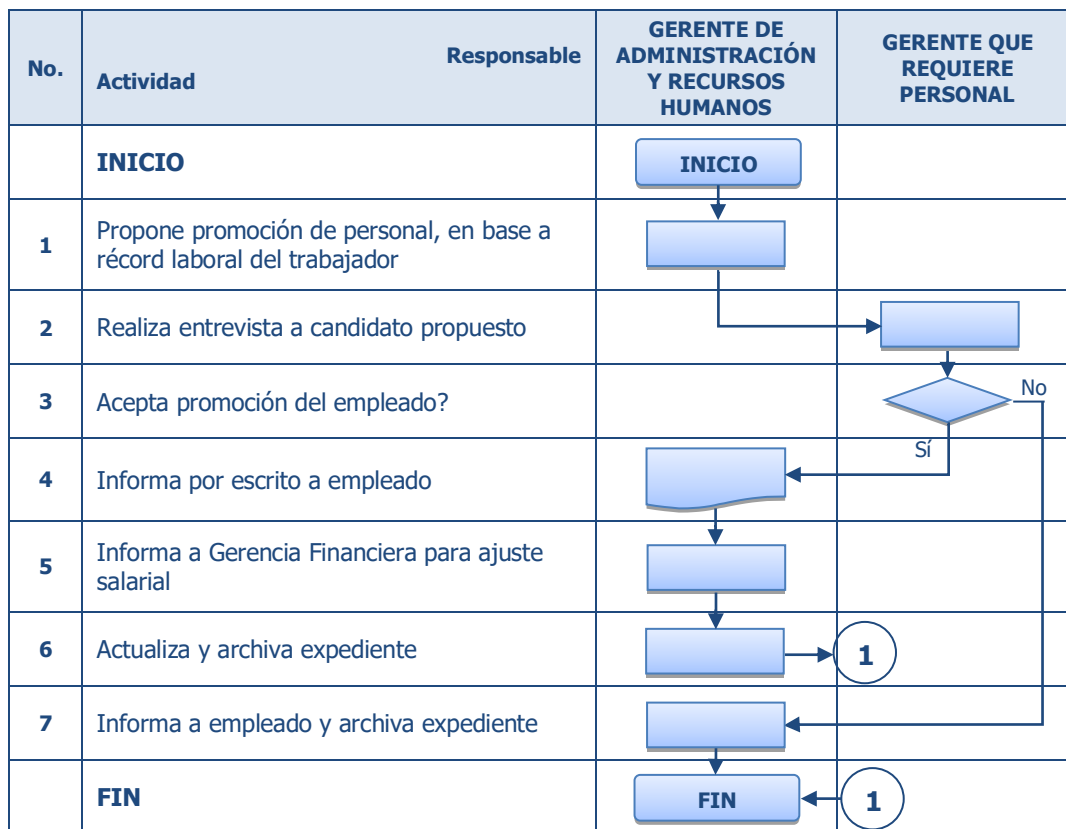 No.
Responsable
Actividad
GERENTE DE
ADMINISTRACIÓN
Y RECURSOS
HUMANOS
GERENTE QUE
REQUIERE
PERSONAL
INICIO
INICIO
1
Propone promoción de personal, en base a
récord laboral del trabajador
2
Realiza entrevista a candidato propuesto
3
Acepta promoción del empleado?
No
Sí
4
Informa por escrito a empleado
5
Informa a Gerencia Financiera para ajuste
salarial
6
Actualiza y archiva expediente
1
7
Informa a empleado y archiva expediente
FIN
FIN
1